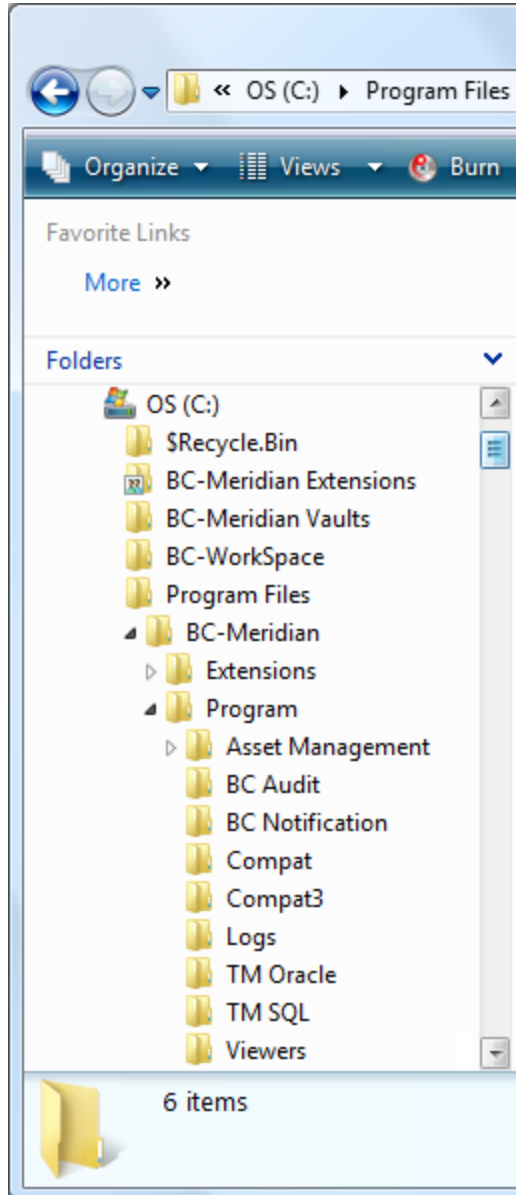 « OS (C:) ▸ Program Files
Organize Views Burn
Favorite Links
More »
Folders
OS (C:)
$Recycle.Bin
BC-Meridian Extensions
BC-Meridian Vaults
BC-WorkSpace
Program Files
BC-Meridian
Extensions
Program
Asset Management
BC Audit
BC Notification
Compat
Compat3
Logs
TM Oracle
TM SQL
Viewers
6 items